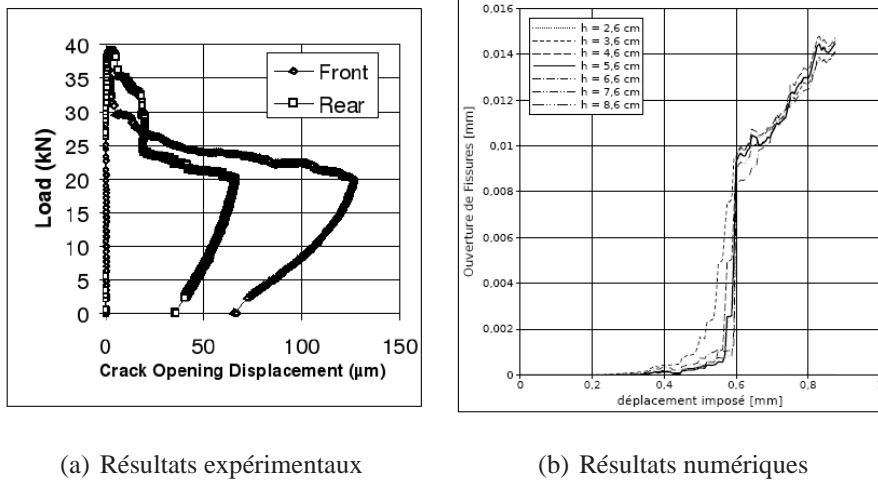 40
35
30
25
20
15
10
5
0
Load (kN)
Front
Rear
0 50 100 150
Crack Opening Displacement (µm)
0,016
0,014
0,012
0,01
0,008
0,006
0,004
0,002
0
Ouverture de Fissures [mm]
h = 2,6 cm
h = 3,6 cm
h = 4,6 cm
h = 5,6 cm
h = 6,6 cm
h = 7,6 cm
h = 8,6 cm
0 0,2 0,4 0,6 0,8 1
déplacement imposé [mm]
(a) Résultats expérimentaux
(b) Résultats numériques